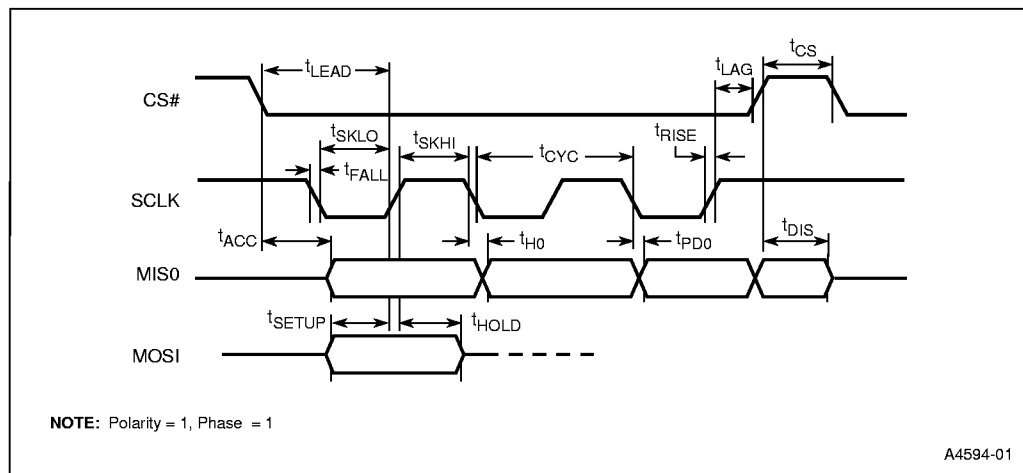 tCS
tLEAD
tLAG
CS#
tSKLO
tSKHI
tRISE
tCYC
tFALL
SCLK
tACC
tH0
tPD0
tDIS
MIS0
tSETUP
tHOLD
MOSI
NOTE: Polarity = 1, Phase = 1
A4594-01